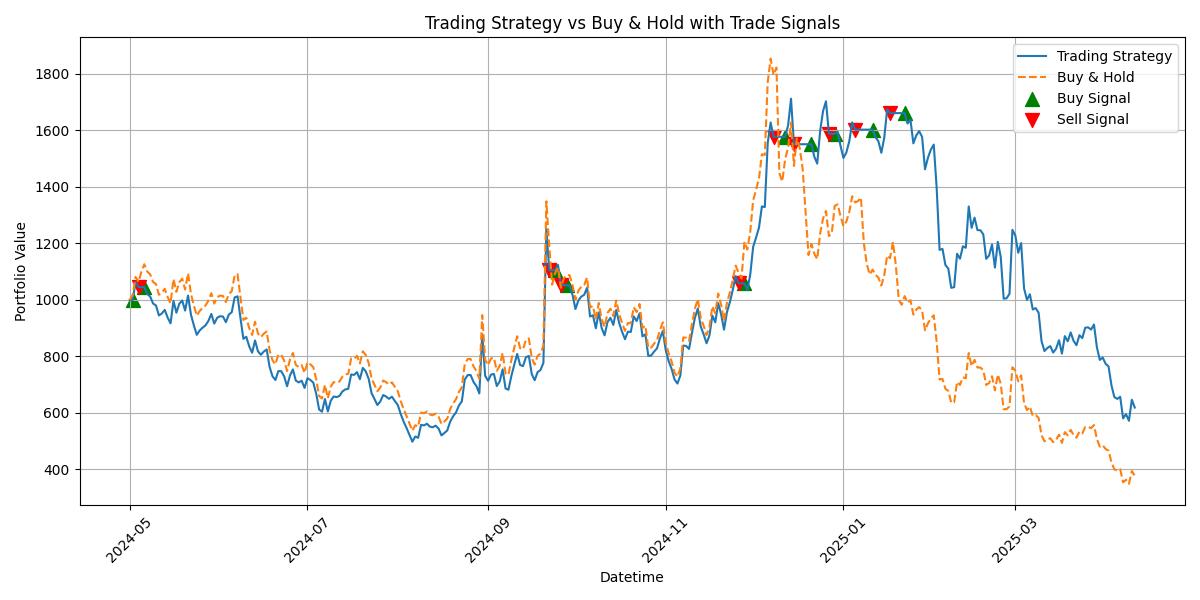 Trading Strategy vs Buy & Hold with Trade Signals
Trading Strategy
Buy & Hold
Buy Signal
Sell Signal
Portfolio Value
1800
1600
1400
1200
1000
800
600
400
2024-05
2024-07
2024-09
2024-11
2025-01
2025-03
Datetime